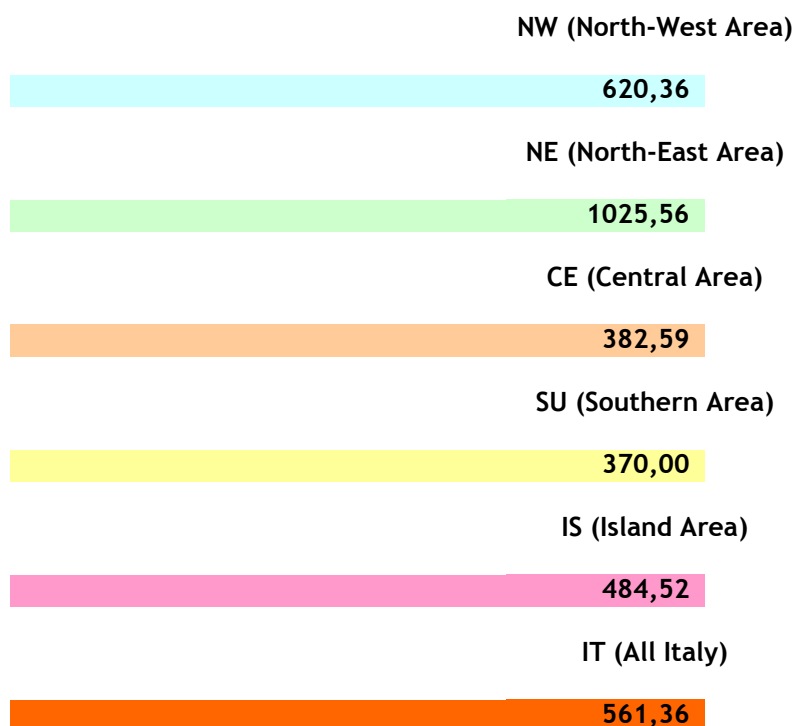 NW (North-West Area)
620,36
NE (North-East Area)
1025,56
CE (Central Area)
382,59
SU (Southern Area)
370,00
IS (Island Area)
484,52
IT (All Italy)
561,36